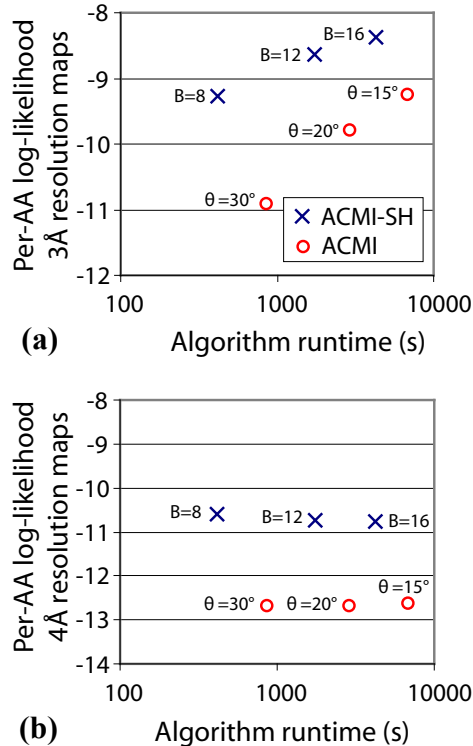 -8
-9
-10
-11
-12
Per-AA log-likelihood
3Å resolution maps
B=8
B=12
B=16
θ=15°
θ=20°
θ=30°
ACMI-SH
ACMI
100
1000
10000
(a)
Algorithm runtime (s)
-8
-9
-10
-11
-12
-13
-14
Per-AA log-likelihood
4Å resolution maps
B=8
B=12
B=16
θ=30°
θ=20°
θ=15°
100
1000
10000
(b)
Algorithm runtime (s)